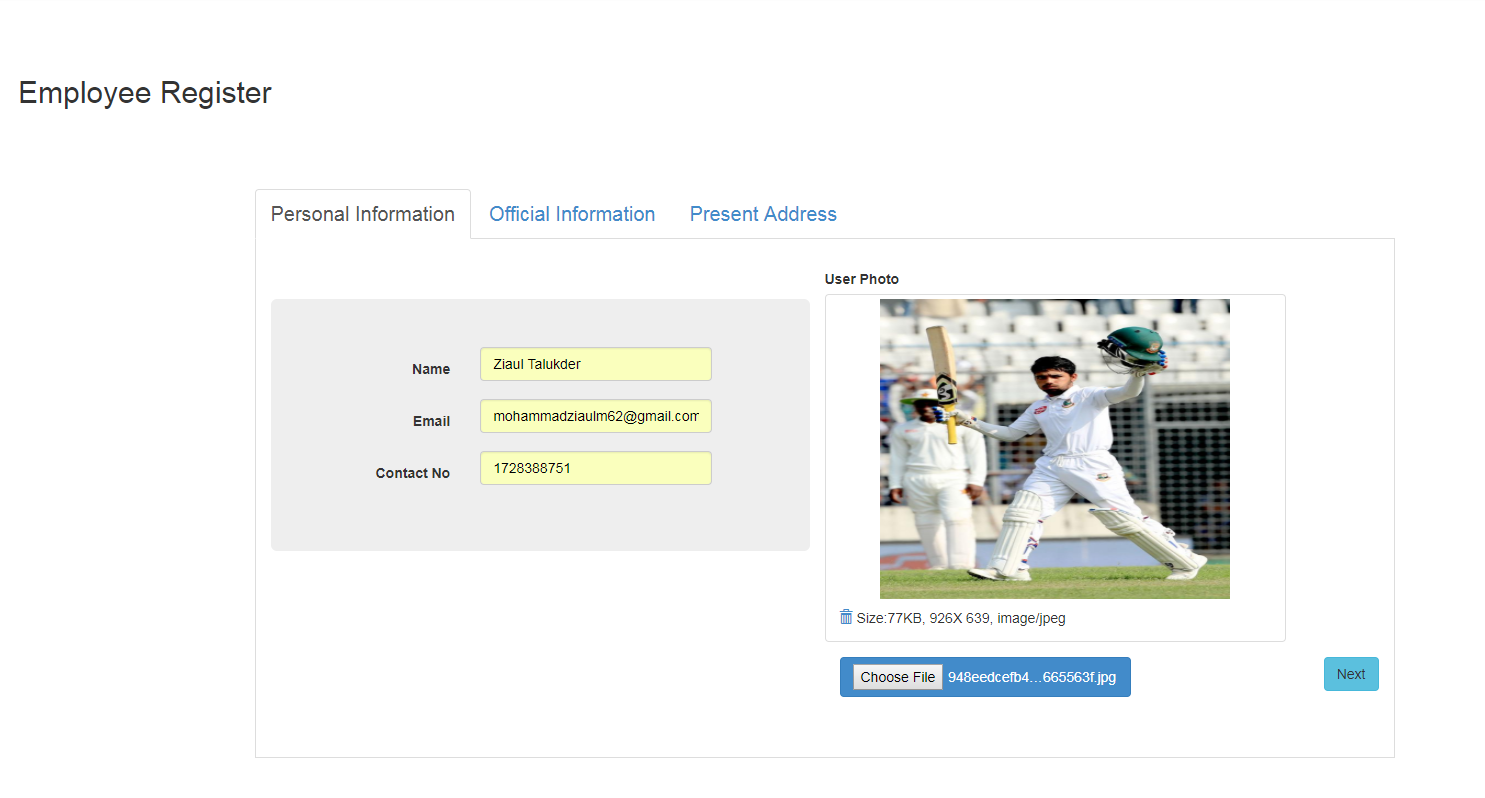 Employee Register
Personal Information
Official Information
Present Address
Name
Ziaul Talukder
Email
mohammadziaulm62@gmail.com
Contact No
1728388751
User Photo
Size:77KB, 926X 639, image/jpeg
Choose File 948eedcefb4...665563f.jpg
Next